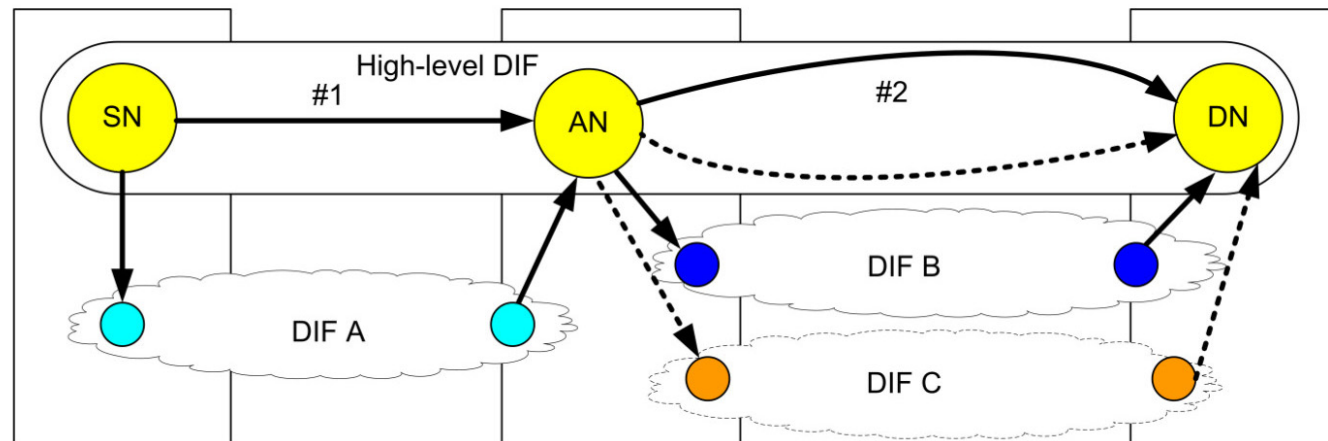 High-level DIF
SN
#1
AN
#2
DN
DIF A
DIF B
DIF C